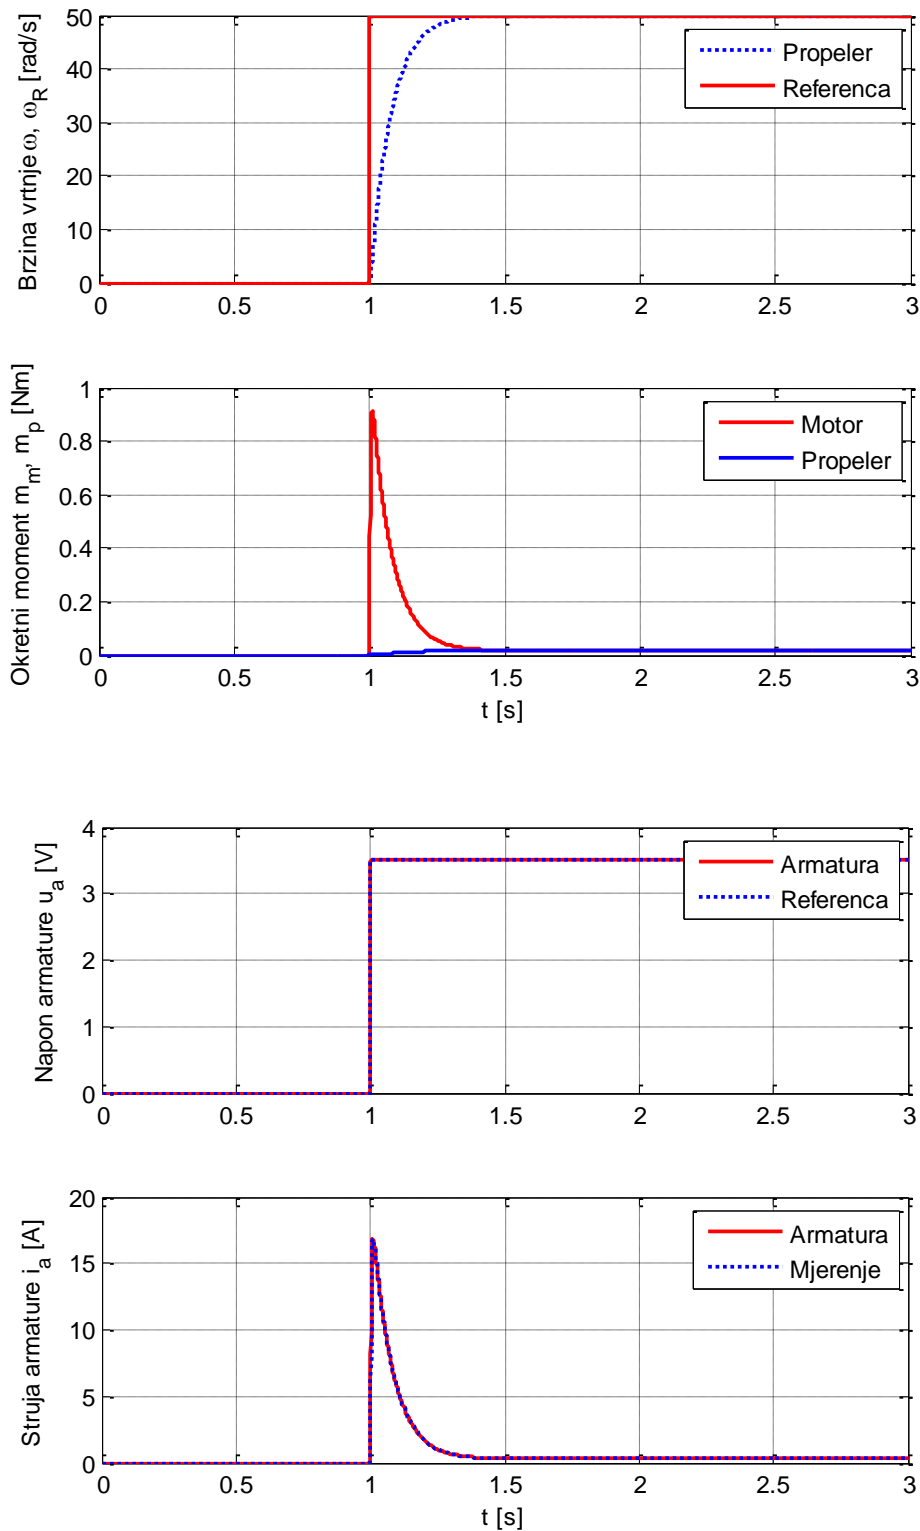 Brzina vrtnje ω, ω_R [rad/s]
50
40
30
20
10
0
0 0.5 1 1.5 2 2.5 3
Propeler
Referenca
Okretni moment m_m, m_p [Nm]
1
0.8
0.6
0.4
0.2
0
0 0.5 1 1.5 2 2.5 3
t [s]
Motor
Propeler
Napon armature u_a [V]
4
3
2
1
0
0 0.5 1 1.5 2 2.5 3
Armatura
Referenca
Struja armature i_a [A]
20
15
10
5
0
0 0.5 1 1.5 2 2.5 3
t [s]
Armatura
Mjerenje